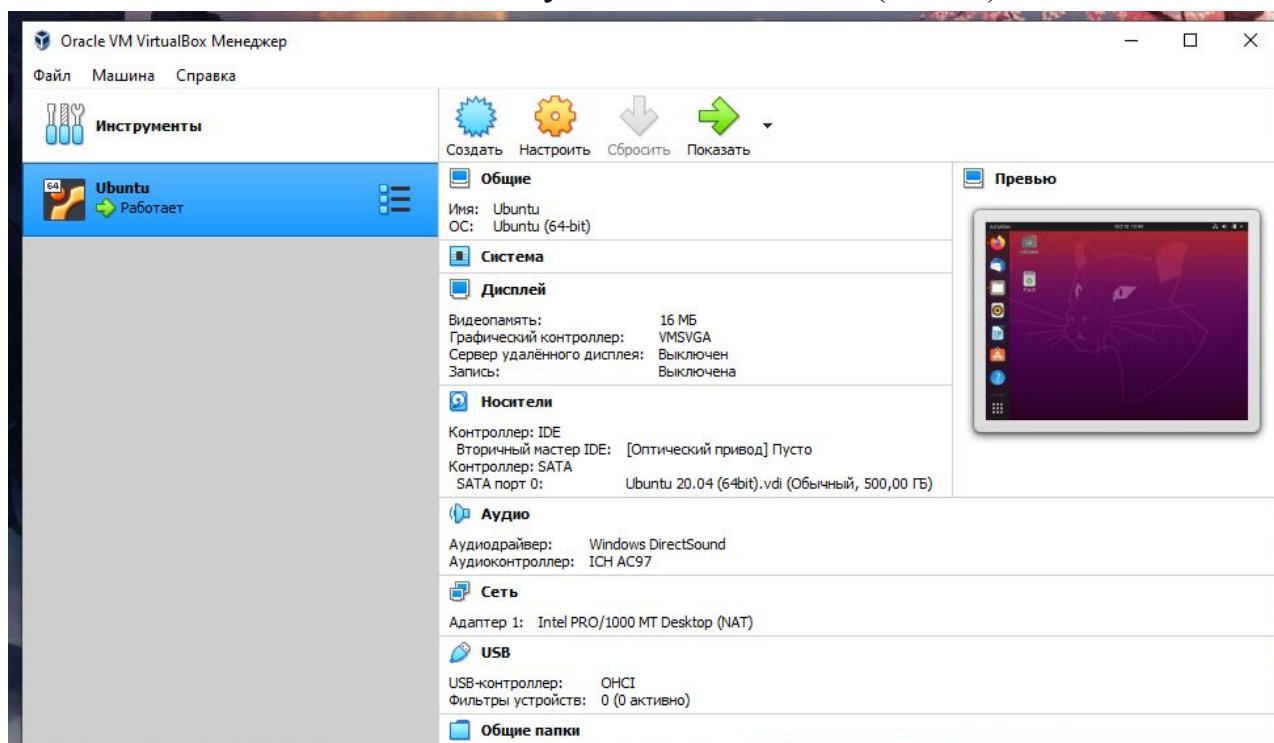 Oracle VM VirtualBox Менеджер
Файл Машина Справка
Инструменты
Создать Настроить Сбросить Показать
64
Ubuntu
Работает
Общие
Имя: Ubuntu
ОС: Ubuntu (64-bit)
Система
Дисплей
Видеопамять: 16 МБ
Графический контроллер: VMSVGA
Сервер удалённого дисплея: Выключен
Запись: Выключена
Носители
Контроллер: IDE
Вторичный мастер IDE: [Оптический привод] Пусто
Контроллер: SATA
SATA порт 0: Ubuntu 20.04 (64bit).vdi (Обычный, 500,00 ГБ)
Аудио
Аудиодрайвер: Windows DirectSound
Аудиоконтроллер: ICH AC97
Сеть
Адаптер 1: Intel PRO/1000 MT Desktop (NAT)
USB
USB-контроллер: OHCI
Фильтры устройств: 0 (0 активно)
Общие папки
Превью